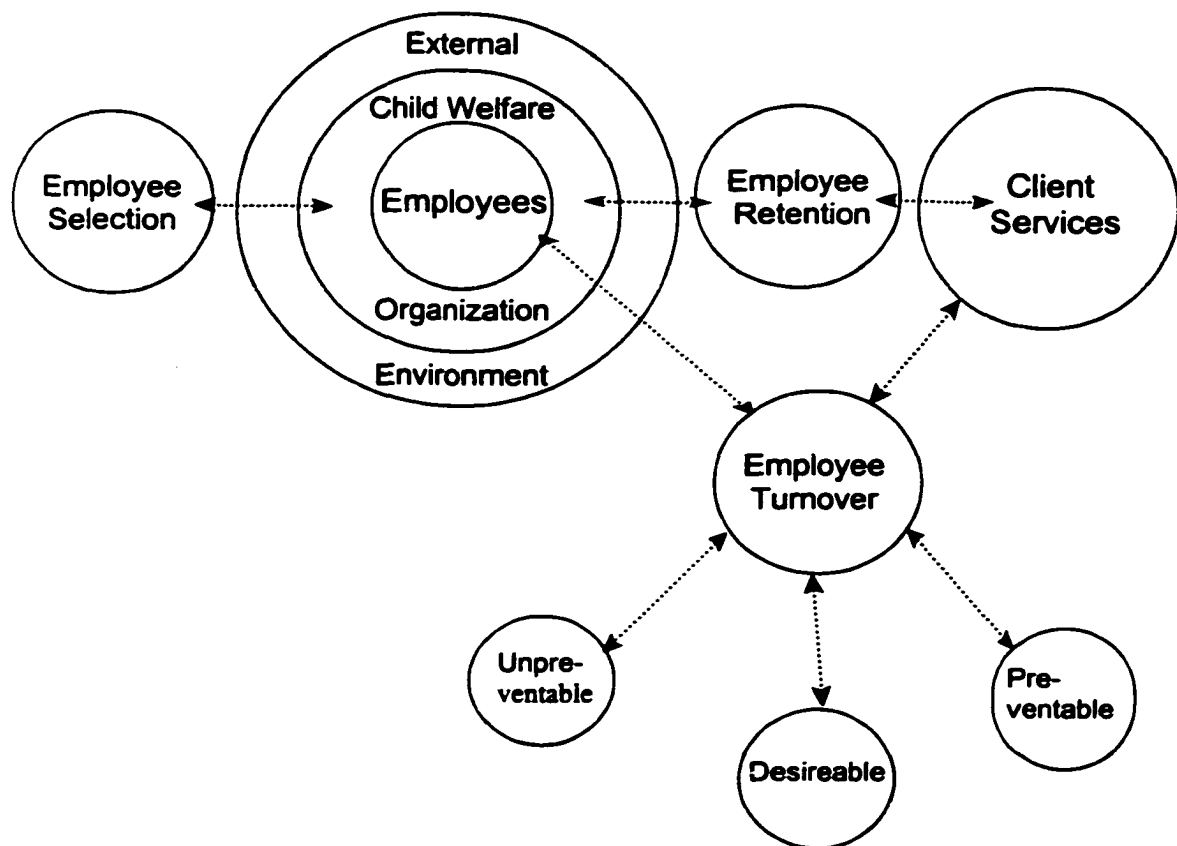 External
Child Welfare
Employees
Organization
Environment
Employee
Selection
Employee
Retention
Client
Services
Employee
Turnover
Unpre-
ventable
Desireable
Pre-
ventable